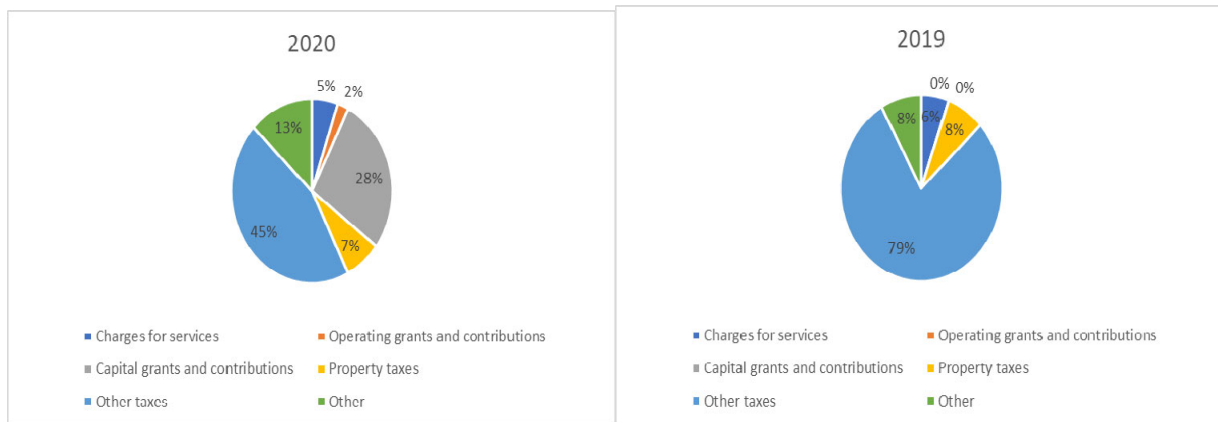 2020
5%
2%
13%
28%
45%
7%
Charges for services
Operating grants and contributions
Capital grants and contributions
Property taxes
Other taxes
Other
2019
0%
0%
8%
6%
8%
79%
Charges for services
Operating grants and contributions
Capital grants and contributions
Property taxes
Other taxes
Other